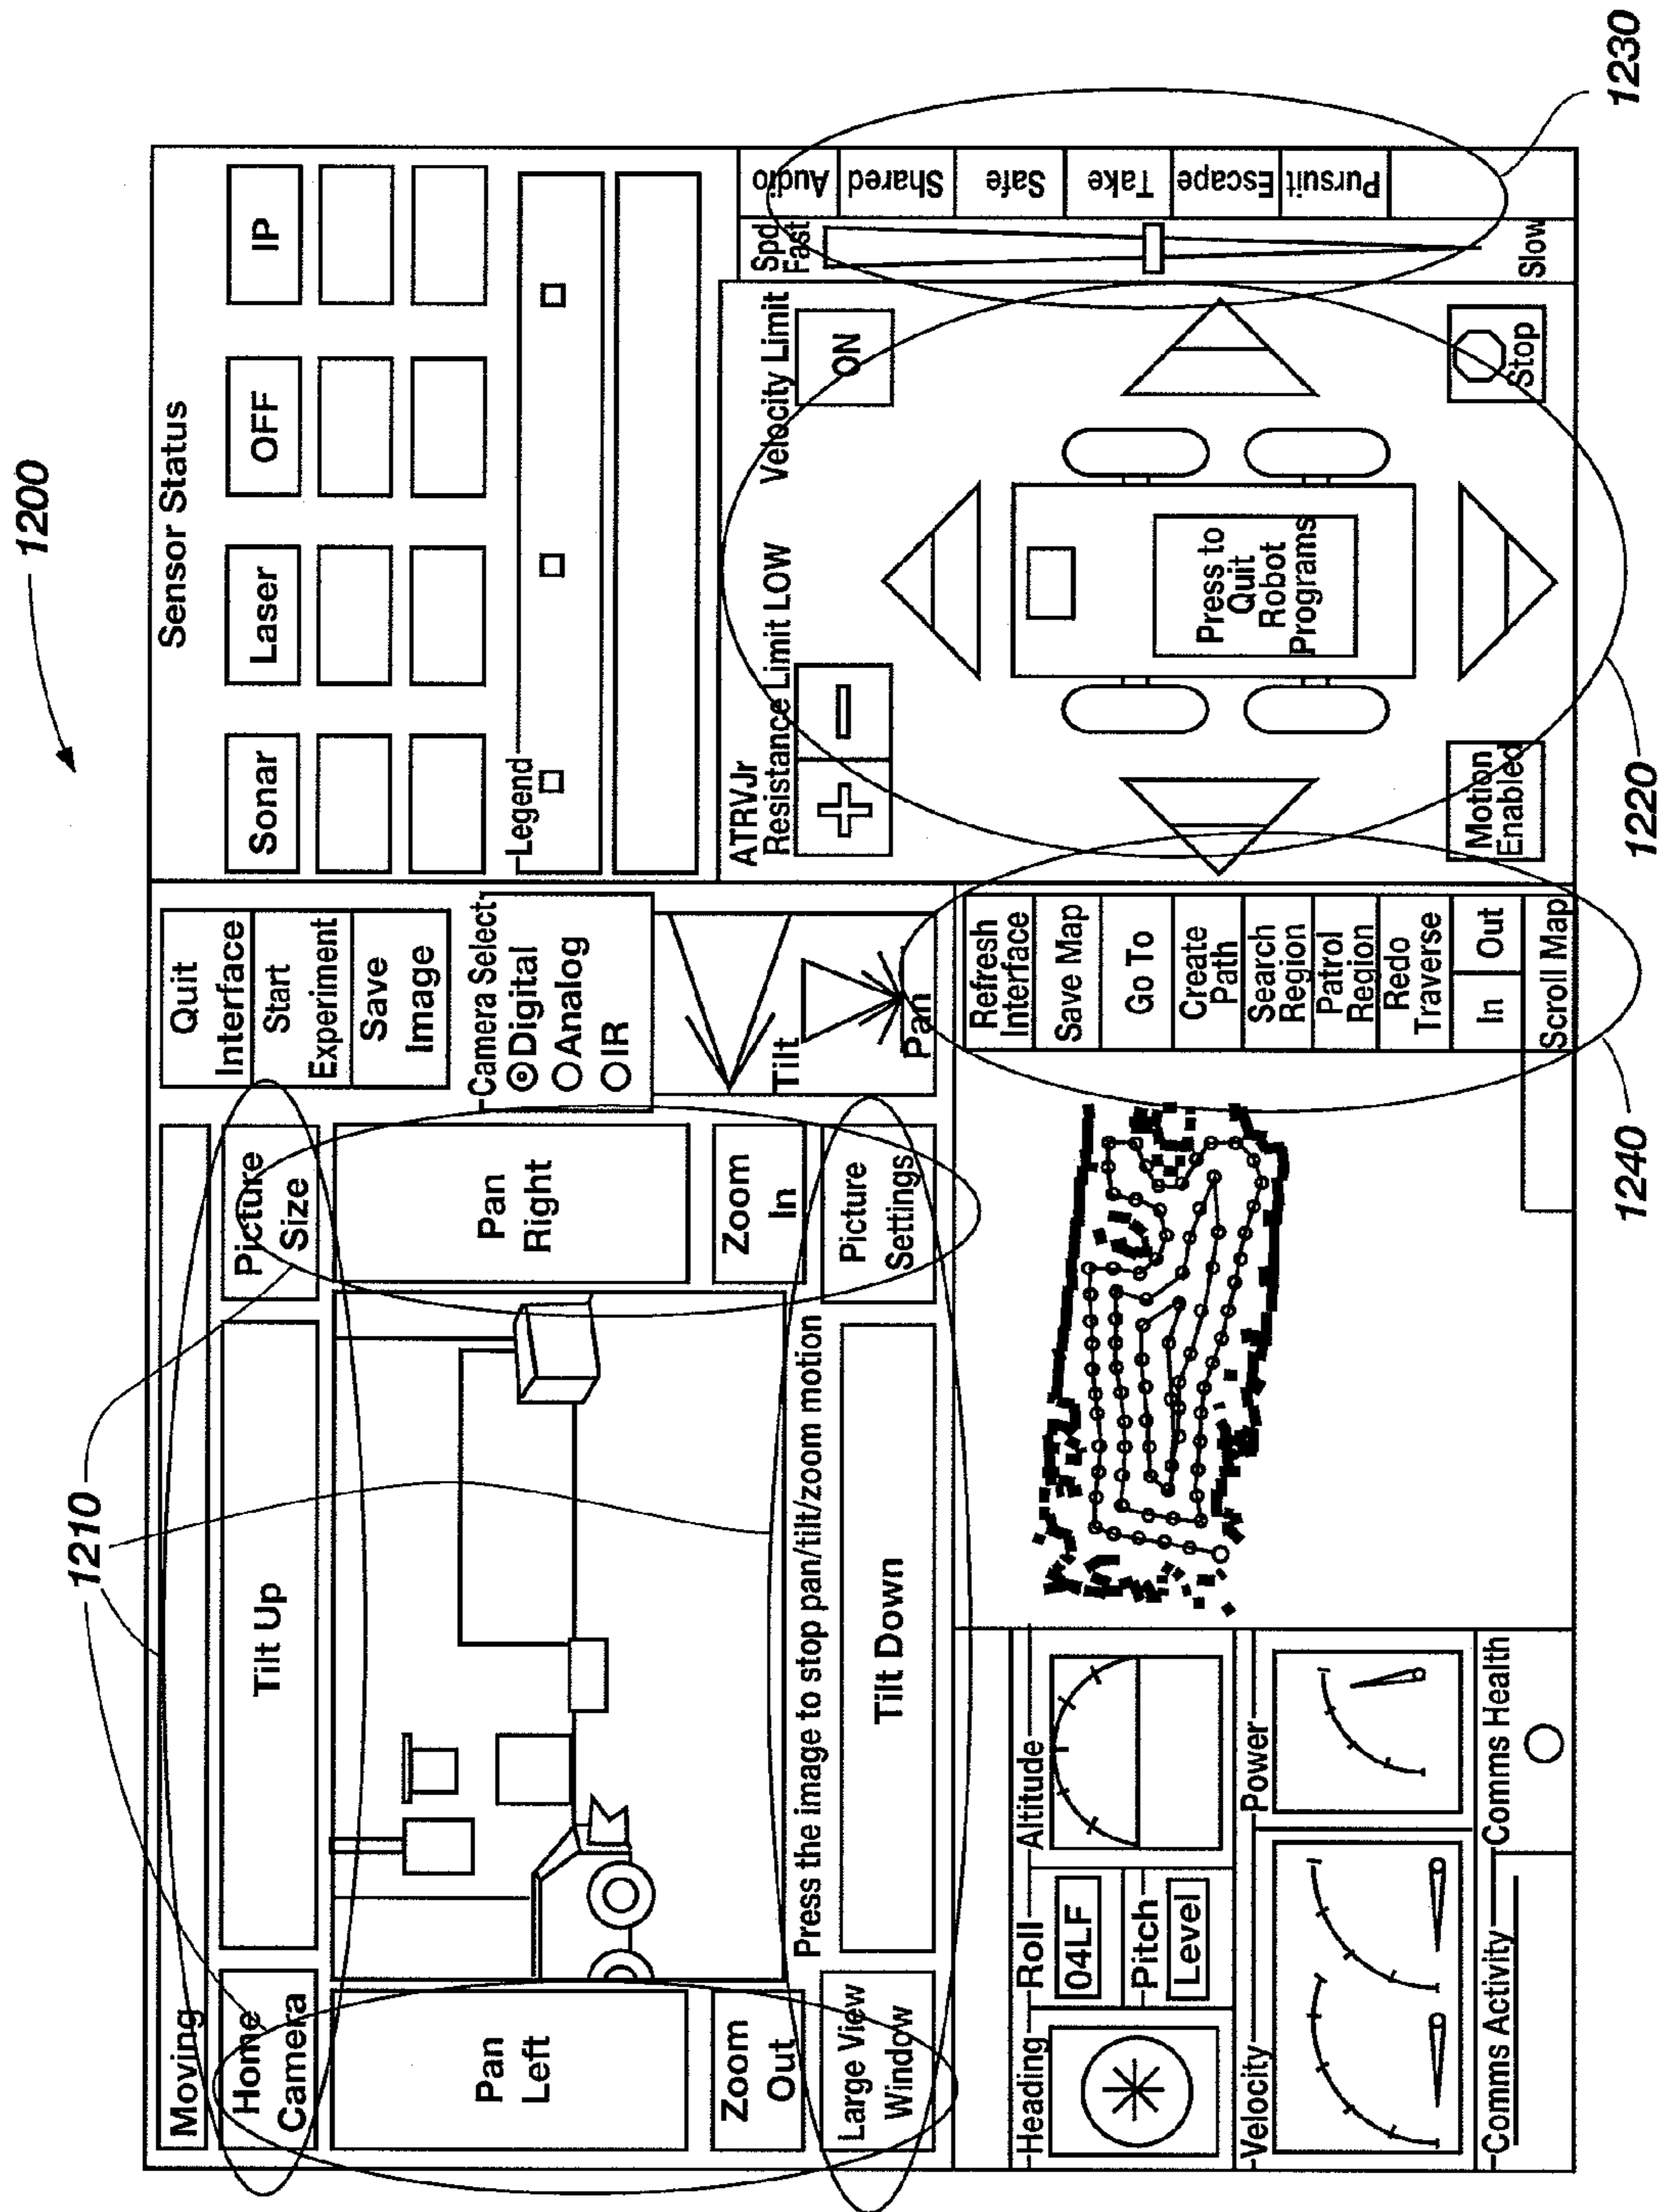 1200
1210
Moving
Home
Camera
Tilt Up
Picture
Size
Pan
Left
Pan
Right
Zoom
Out
Zoom
In
Press the image to stop pan/tilt/zoom motion
Large View
Window
Tilt Down
Picture
Settings
Quit
Interface
Start
Experiment
Save
Image
Camera Select
Digital
Analog
IR
Tilt
Pan
Sensor Status
Sonar
Laser
OFF
IP
Legend
Heading
Roll
04LF
Pitch
Level
Altitude
Velocity
Power
Comms Activity
Comms Health
Refresh
Interface
Save Map
Go To
Create
Path
Search
Region
Patrol
Region
Redo
Traverse
In
Out
Scroll Map
1240
ATRVJr
Resistance Limit LOW
Velocity Limit
+
–
ON
Press to
Quit
Robot
Programs
Motion
Enabled
Stop
1220
Spd
Fast
Slow
Audio
Shared
Safe
Take
Escape
Pursuit
1230